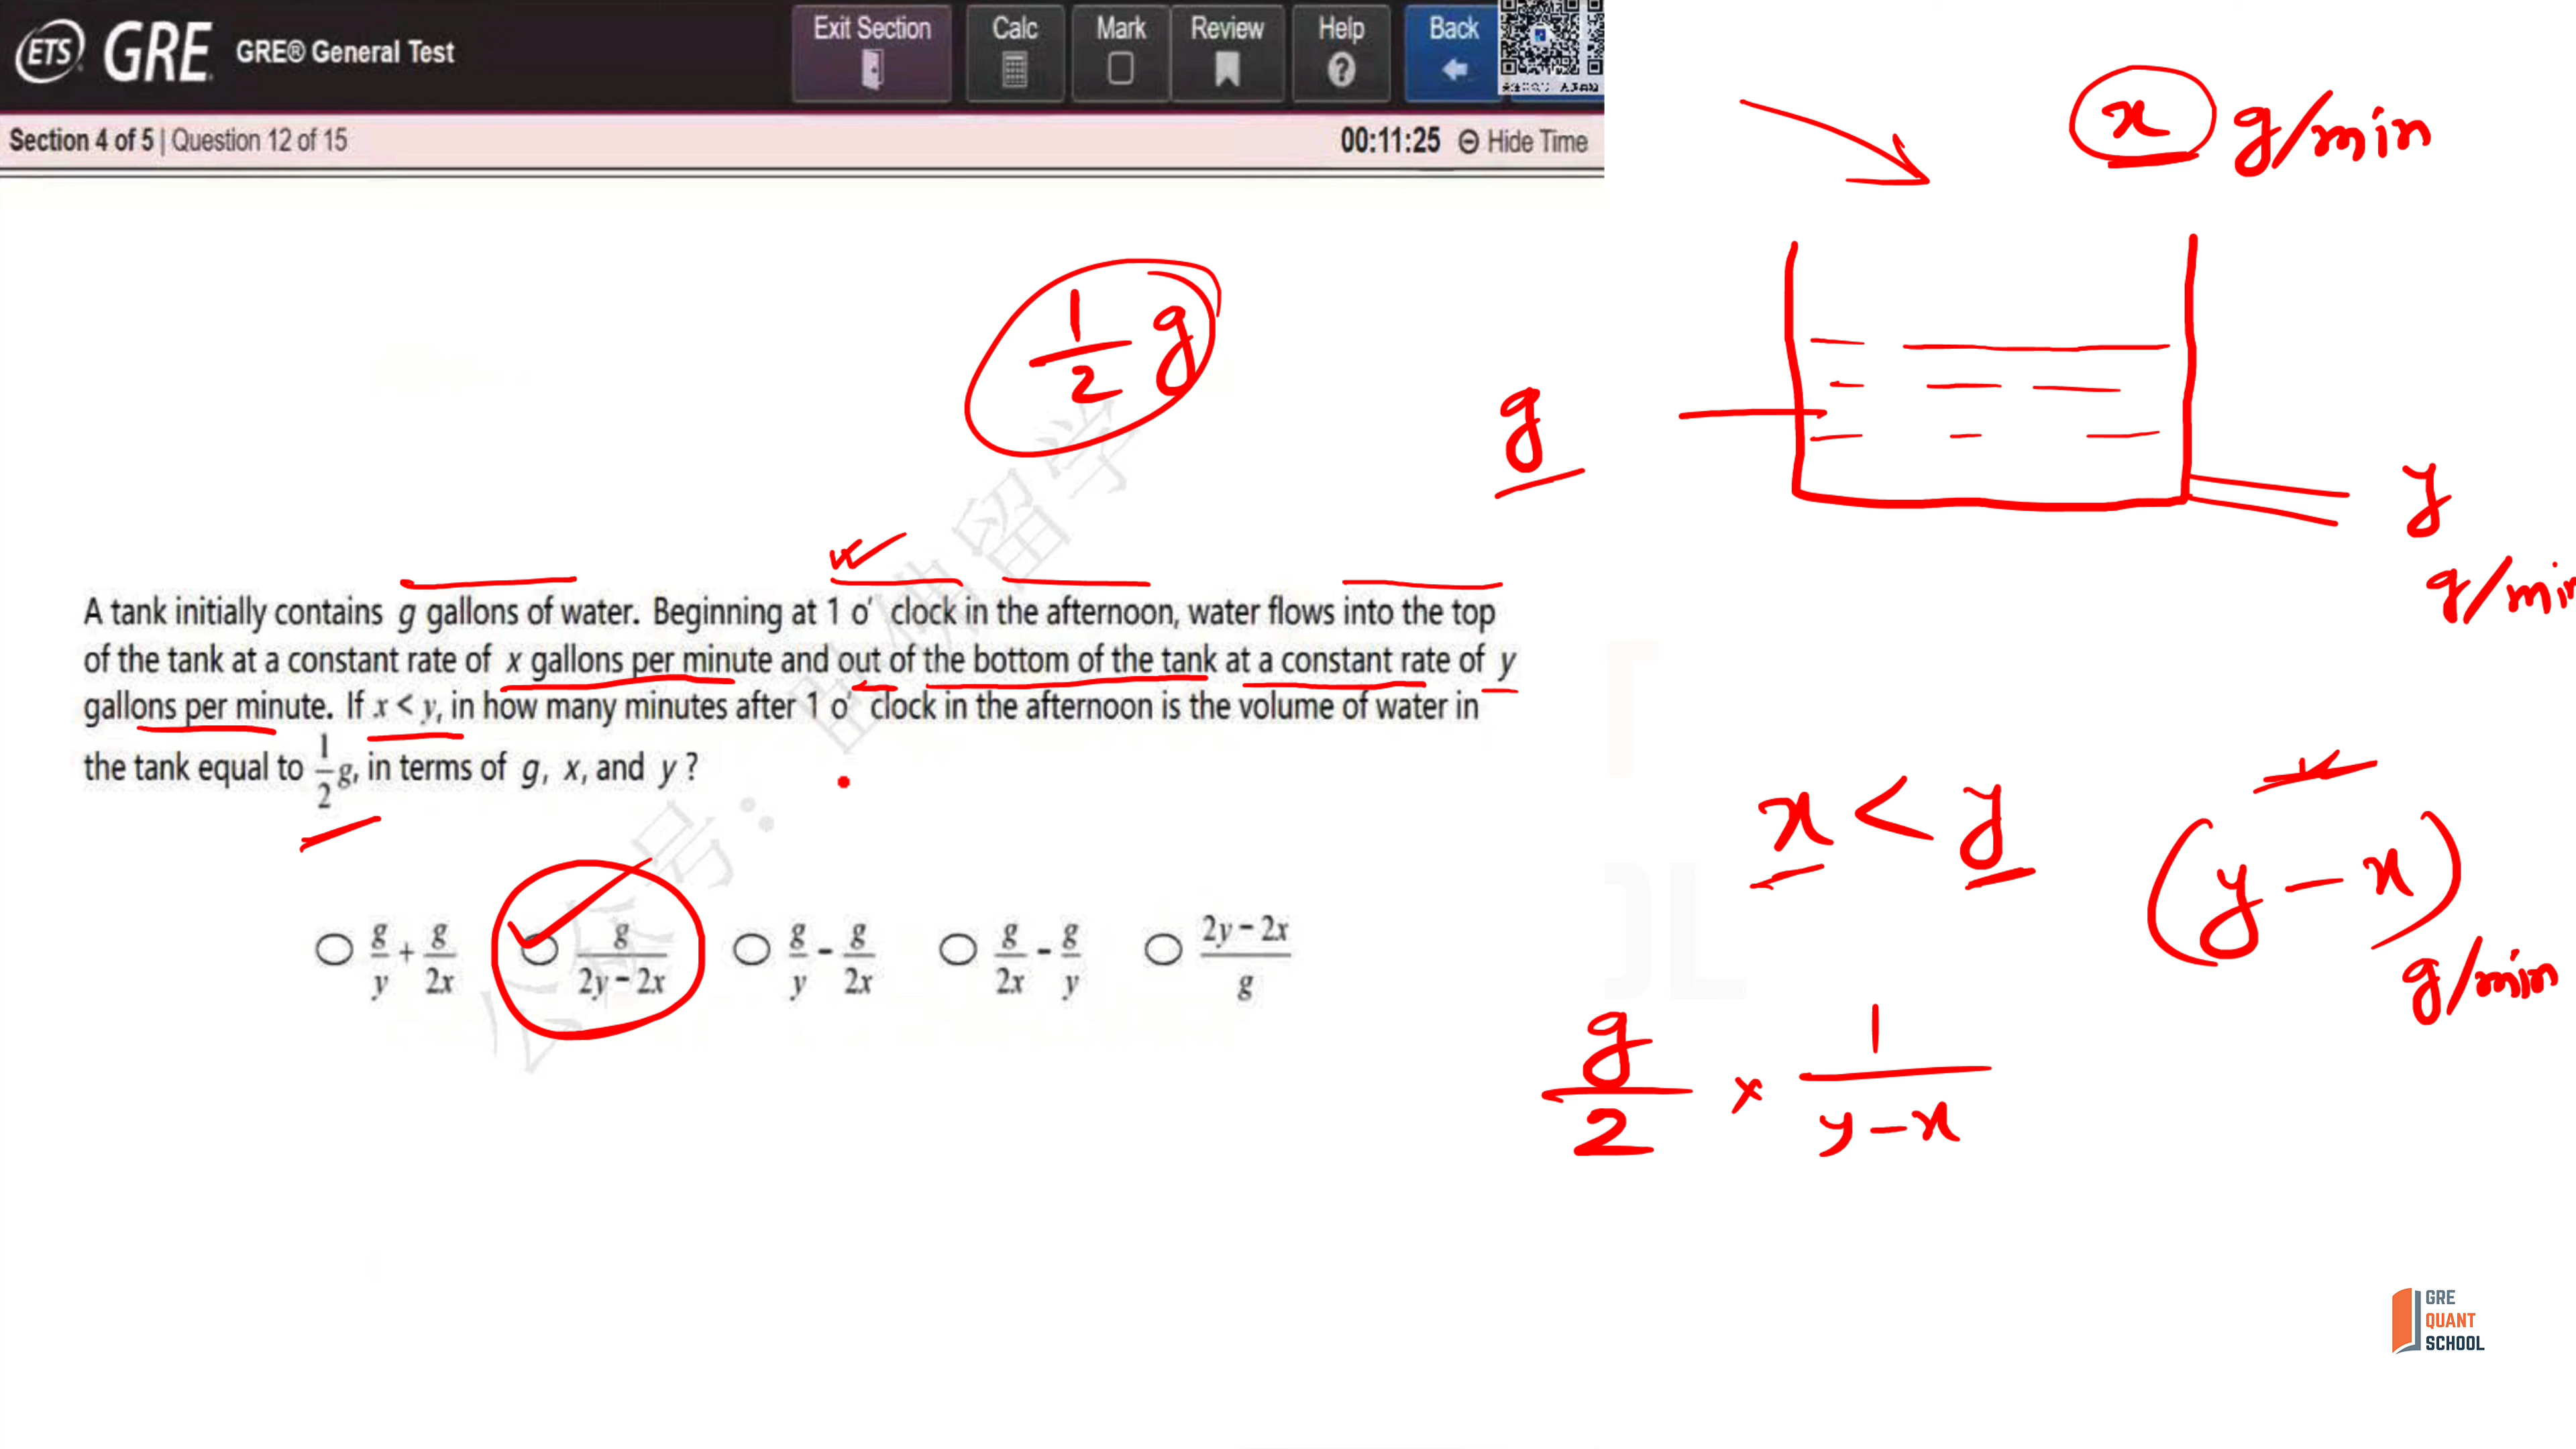 ETS GRE GRE® General Test
Exit Section
Calc
Mark
Review
Help
Back
Section 4 of 5 | Question 12 of 15
00:11:25 Hide Time
x g/min
1/2 g
g
y
g/min
A tank initially contains g gallons of water. Beginning at 1 o' clock in the afternoon, water flows into the top
of the tank at a constant rate of x gallons per minute and out of the bottom of the tank at a constant rate of y
gallons per minute. If x < y, in how many minutes after 1 o' clock in the afternoon is the volume of water in
the tank equal to 1/2 g, in terms of g, x, and y ?
x < y
(y - x)
g/min
g/y + g/2x
g/2y - 2x
g/y - g/2x
g/2x - g/y
2y - 2x/g
g/2 × 1/y-x
GRE
QUANT
SCHOOL